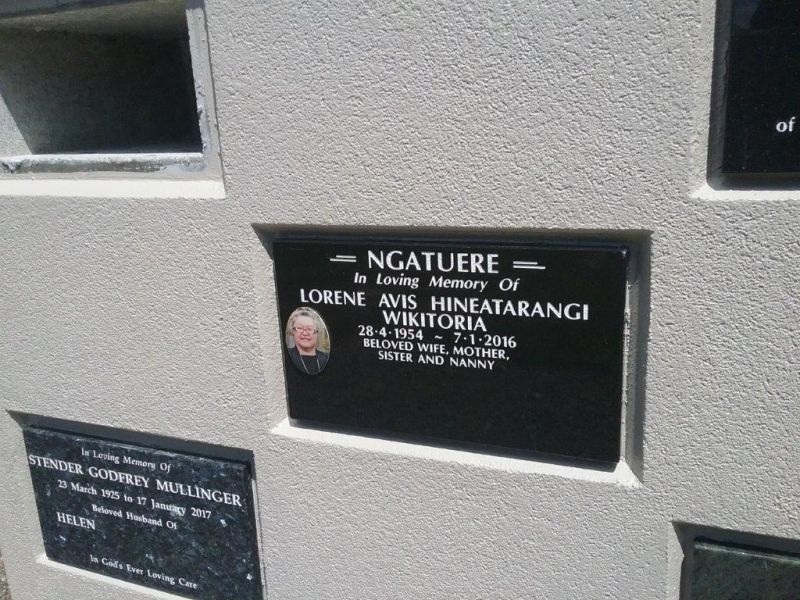 of
NGATUERE
In Loving Memory Of
LORENE AVIS HINEATARANGI
WIKITORIA
28·4·1954 ~ 7·1·2016
BELOVED WIFE, MOTHER,
SISTER AND NANNY
In Loving Memory Of
STENDER GODFREY MULLINGER
23 March 1925 to 17 January 2017
Beloved Husband Of
HELEN
In God's Ever Loving Care